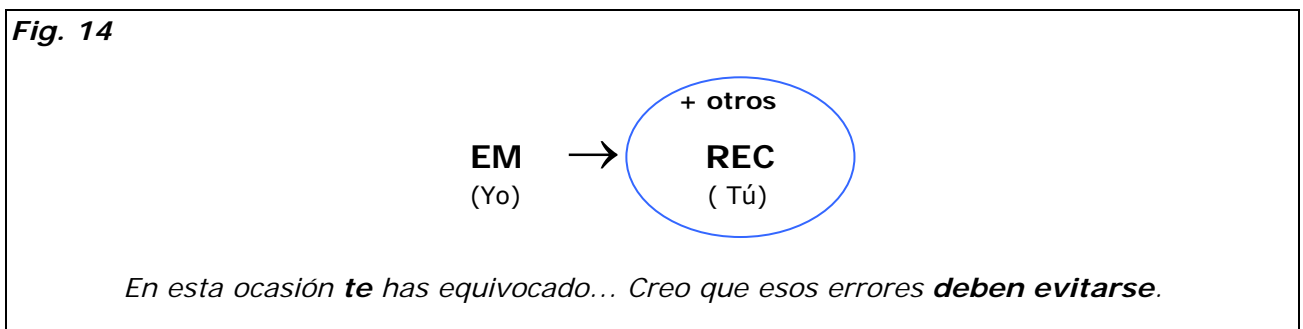 Fig. 14
+ otros
EM → REC
(Yo) ( Tú)
En esta ocasión te has equivocado... Creo que esos errores deben evitarse.